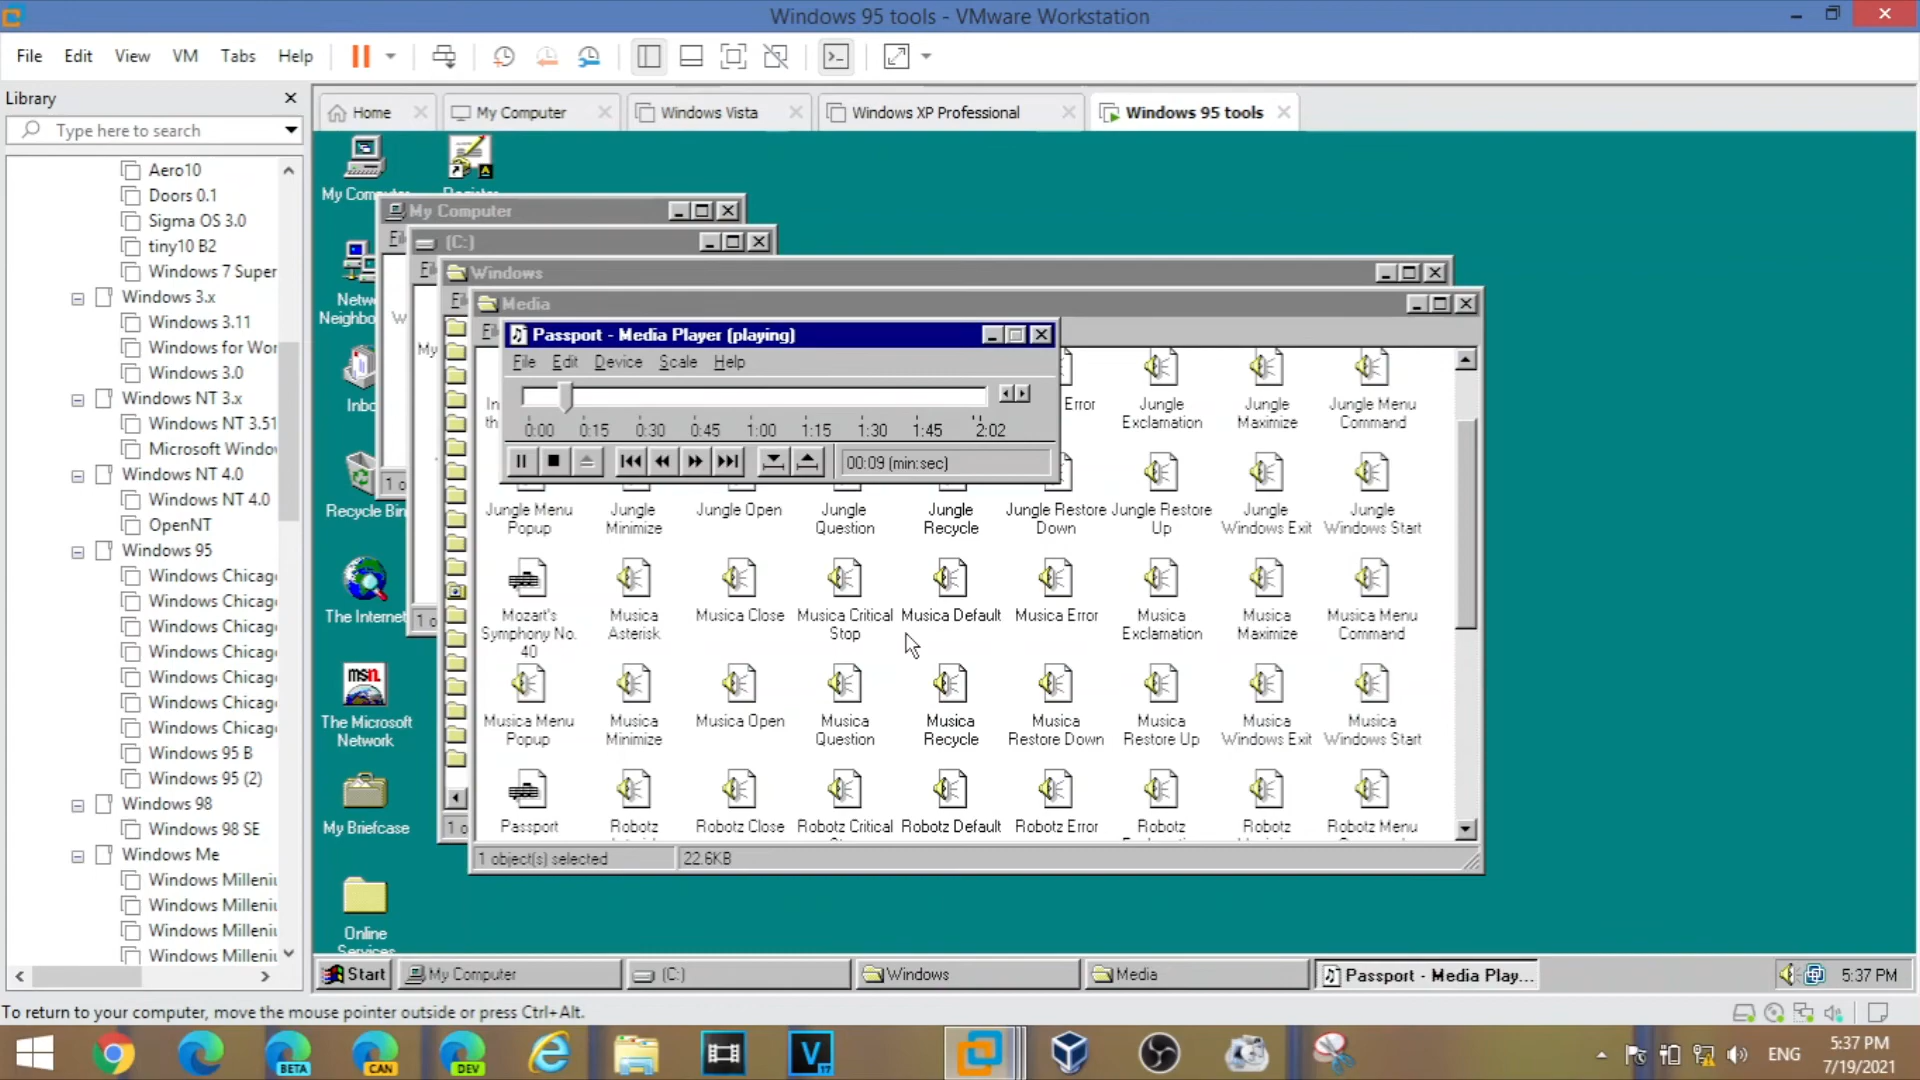 Windows 95 tools - VMware Workstation
File Edit View VM Tabs Help
Library
Type here to search
Home My Computer Windows Vista Windows XP Professional Windows 95 tools
Aero10
Doors 0.1
Sigma OS 3.0
tiny10 B2
Windows 7 Super
Windows 3.x
Windows 3.11
Windows for Wor
Windows 3.0
Windows NT 3.x
Windows NT 3.51
Microsoft Windo
Windows NT 4.0
Windows NT 4.0
OpenNT
Windows 95
Windows Chicag
Windows Chicag
Windows Chicag
Windows Chicag
Windows Chicag
Windows Chicag
Windows Chicag
Windows 95 B
Windows 95 (2)
Windows 98
Windows 98 SE
Windows Me
Windows Milleni
Windows Milleni
Windows Milleni
Windows Milleni
My Comp
Netw
Neighbo
Inbo
Recycle Bin
The Internet
msn
The Microsoft
Network
My Briefcase
Online
My Computer
(C:)
Windows
Media
Passport - Media Player (playing)
File Edit Device Scale Help
0:00 0:15 0:30 0:45 1:00 1:15 1:30 1:45 2:02
00:09 (min:sec)
In
th
Error
Jungle
Exclamation
Jungle
Maximize
Jungle Menu
Command
Jungle Menu
Popup
Jungle
Minimize
Jungle Open
Jungle
Question
Jungle
Recycle
Jungle Restore
Down
Jungle Restore
Up
Jungle
Windows Exit
Jungle
Windows Start
Mozart's
Symphony No.
40
Musica
Asterisk
Musica Close
Musica Critical
Stop
Musica Default
Musica Error
Musica
Exclamation
Musica
Maximize
Musica Menu
Command
Musica Menu
Popup
Musica
Minimize
Musica Open
Musica
Question
Musica
Recycle
Musica
Restore Down
Musica
Restore Up
Musica
Windows Exit
Musica
Windows Start
Passport
Robotz
Robotz Close
Robotz Critical
Robotz Default
Robotz Error
Robotz
Robotz
Robotz Menu
1 object(s) selected 22.6KB
Start My Computer (C:) Windows Media Passport - Media Play... 5:37 PM
To return to your computer, move the mouse pointer outside or press Ctrl+Alt.
BETA CAN DEV V 17
ENG
5:37 PM
7/19/2021